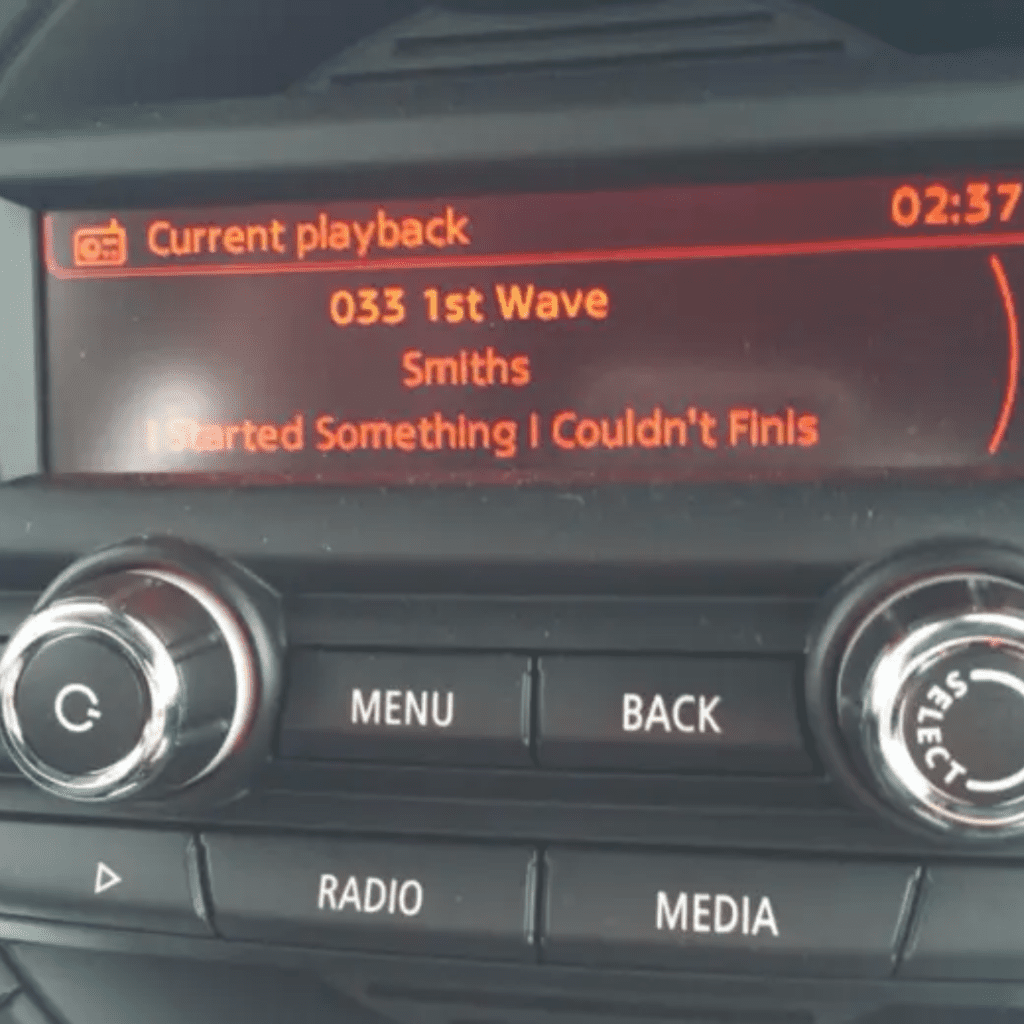 Current playback 02:37
033 1st Wave
Smiths
I Started Something I Couldn't Finis
MENU BACK
SELECT
RADIO MEDIA